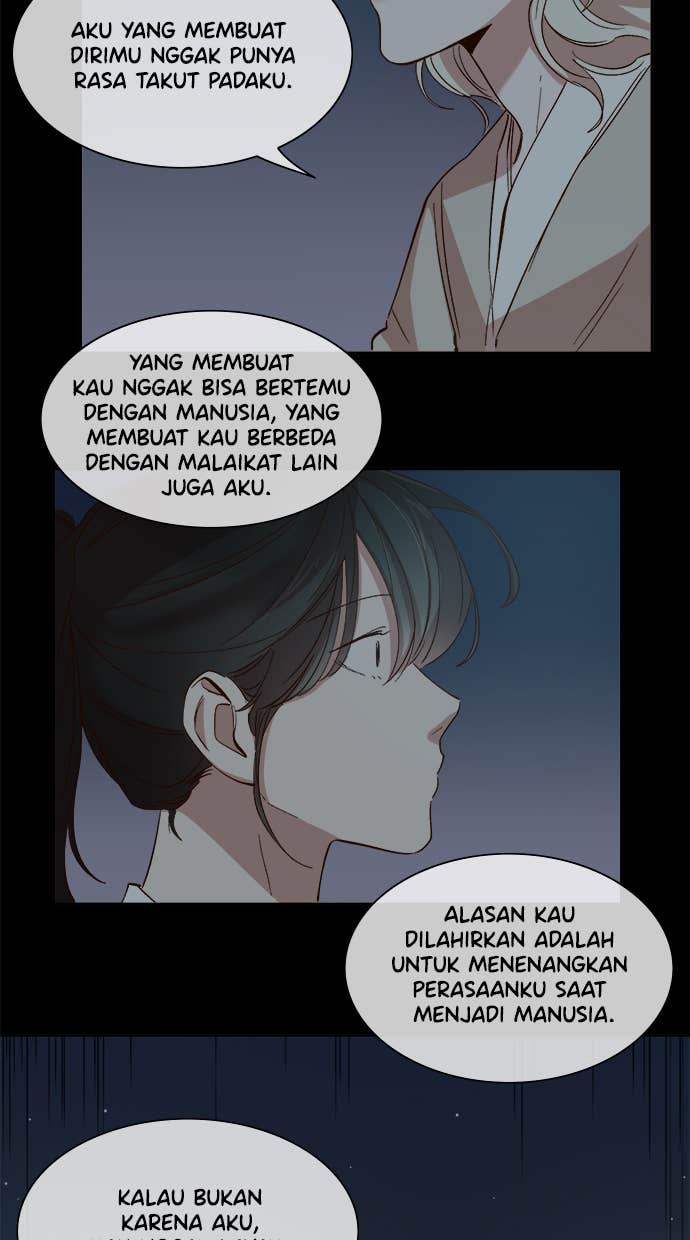 AKU YANG MEMBUAT
DIRIMU NGGAK PUNYA
RASA TAKUT PADAKU.
YANG MEMBUAT
KAU NGGAK BISA BERTEMU
DENGAN MANUSIA, YANG
MEMBUAT KAU BERBEDA
DENGAN MALAIKAT LAIN
JUGA AKU.
ALASAN KAU
DILAHIRKAN ADALAH
UNTUK MENENANGKAN
PERASAANKU SAAT
MENJADI MANUSIA.
KALAU BUKAN
KARENA AKU,